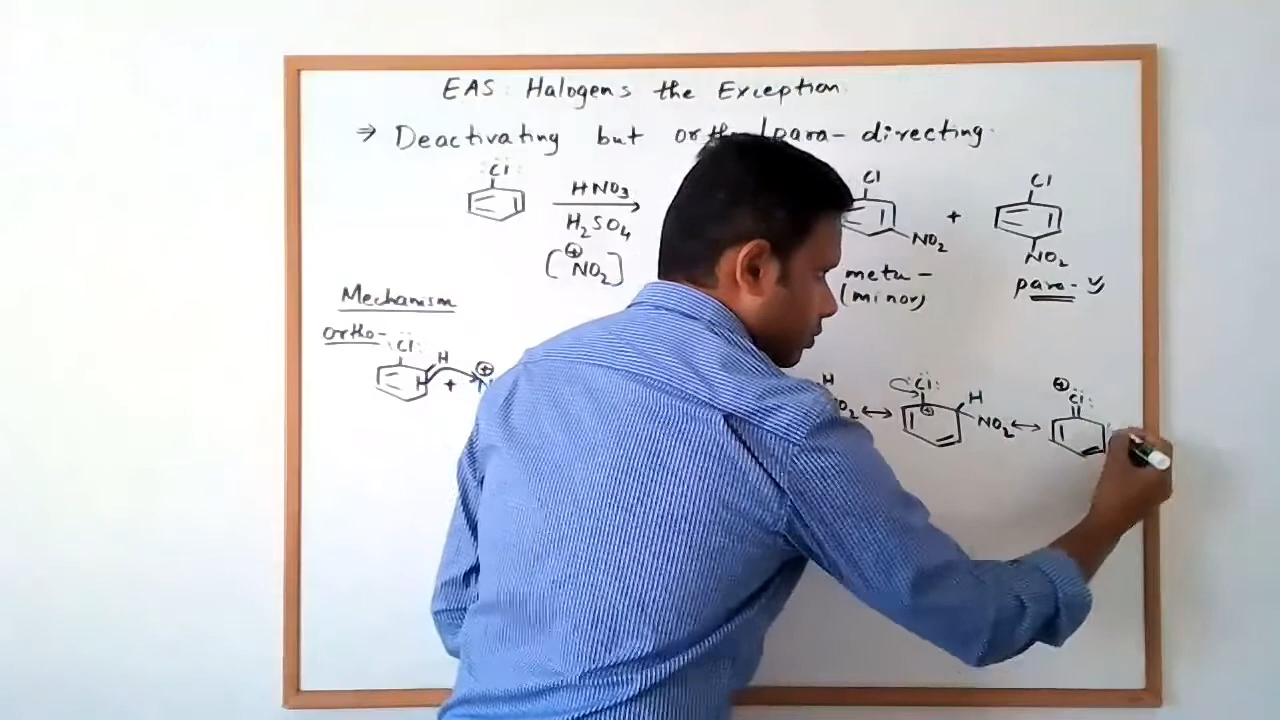 EAS: Halogens the Exception
⇒ Deactivating but ortho/para-directing
Cl HNO3 Cl + Cl
H2SO4 NO2 NO2
[⊕NO2] meta- para- ✓
(minor)
Mechanism
ortho-
Cl H + ⊕ H ↔ Cl ⊕ H NO2 ↔ ⊕ Cl